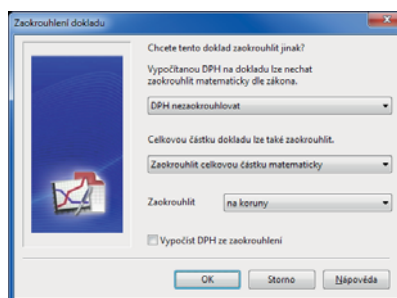 Zaokrouhlení dokladu
Chcete tento doklad zaokrouhlit jinak?
Vypočítanou DPH na dokladu lze nechat
zaokrouhlit matematicky dle zákona.
DPH nezaokrouhlovat
Celkovou částku dokladu lze také zaokrouhlit.
Zaokrouhlit celkovou částku matematicky
Zaokrouhlit na koruny
Vypočíst DPH ze zaokrouhlení
OK Storno Nápověda